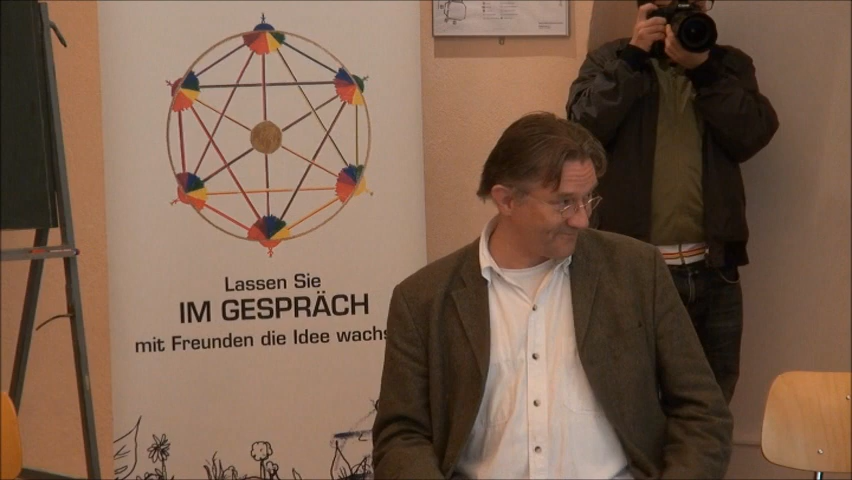 Lassen Sie
IM GESPRÄCH
mit Freunden die Idee wachs